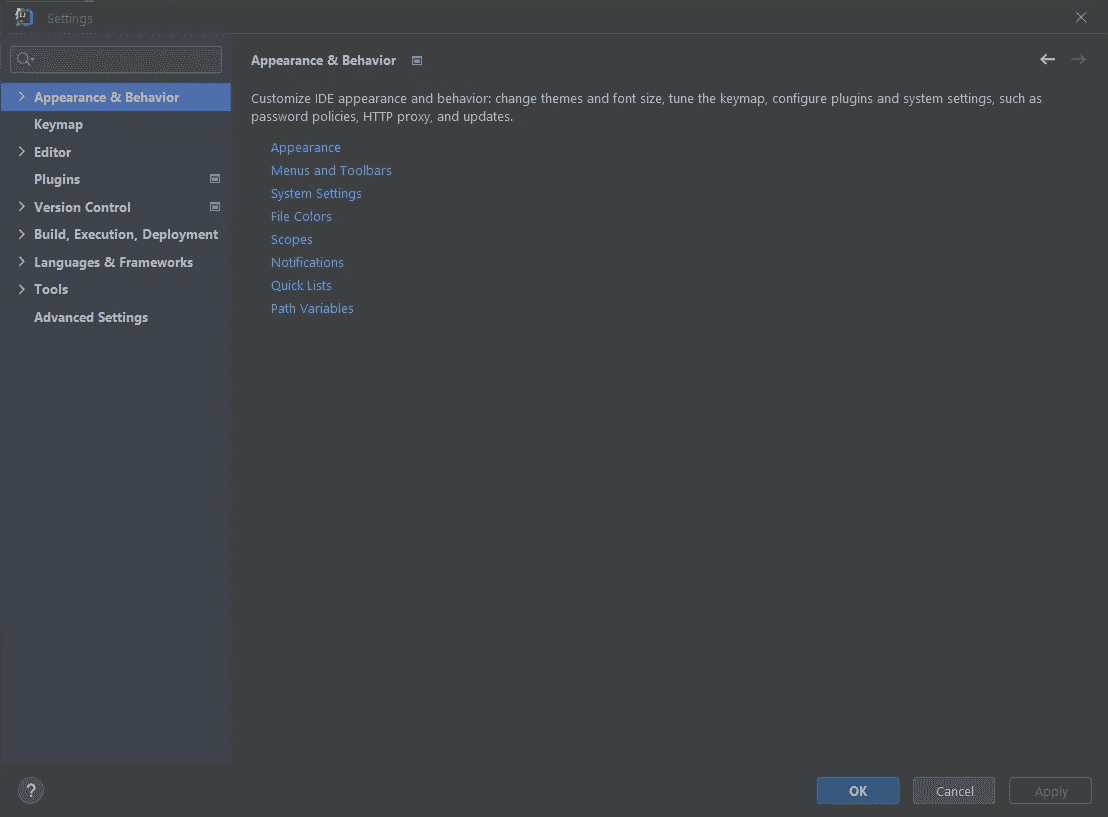 Settings
Appearance & Behavior
Keymap
Editor
Plugins
Version Control
Build, Execution, Deployment
Languages & Frameworks
Tools
Advanced Settings
Appearance & Behavior
Customize IDE appearance and behavior: change themes and font size, tune the keymap, configure plugins and system settings, such as
password policies, HTTP proxy, and updates.
Appearance
Menus and Toolbars
System Settings
File Colors
Scopes
Notifications
Quick Lists
Path Variables
?
OK
Cancel
Apply